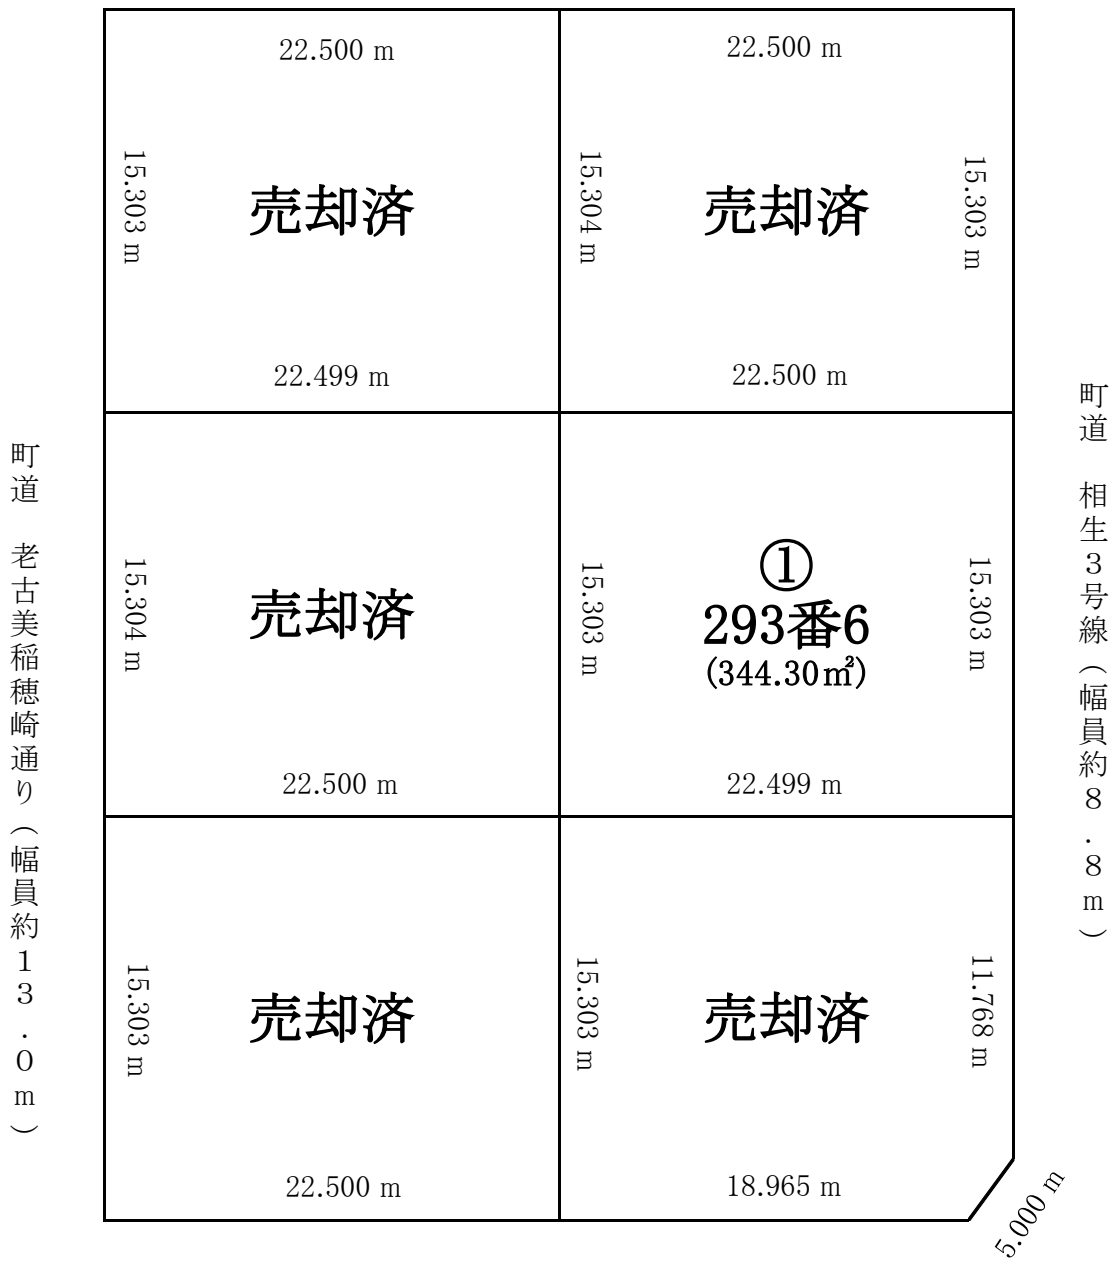 22.500 m
22.500 m
15.303 m
売却済
15.304 m
売却済
15.303 m
22.499 m
22.500 m
町道　老古美稲穂崎通り（幅員約１３．０ｍ）
15.304 m
売却済
15.303 m
①
293番6
(344.30㎡)
15.303 m
町道　相生３号線（幅員約８．８ｍ）
22.500 m
22.499 m
15.303 m
売却済
15.303 m
売却済
11.768 m
22.500 m
18.965 m
5.000 m